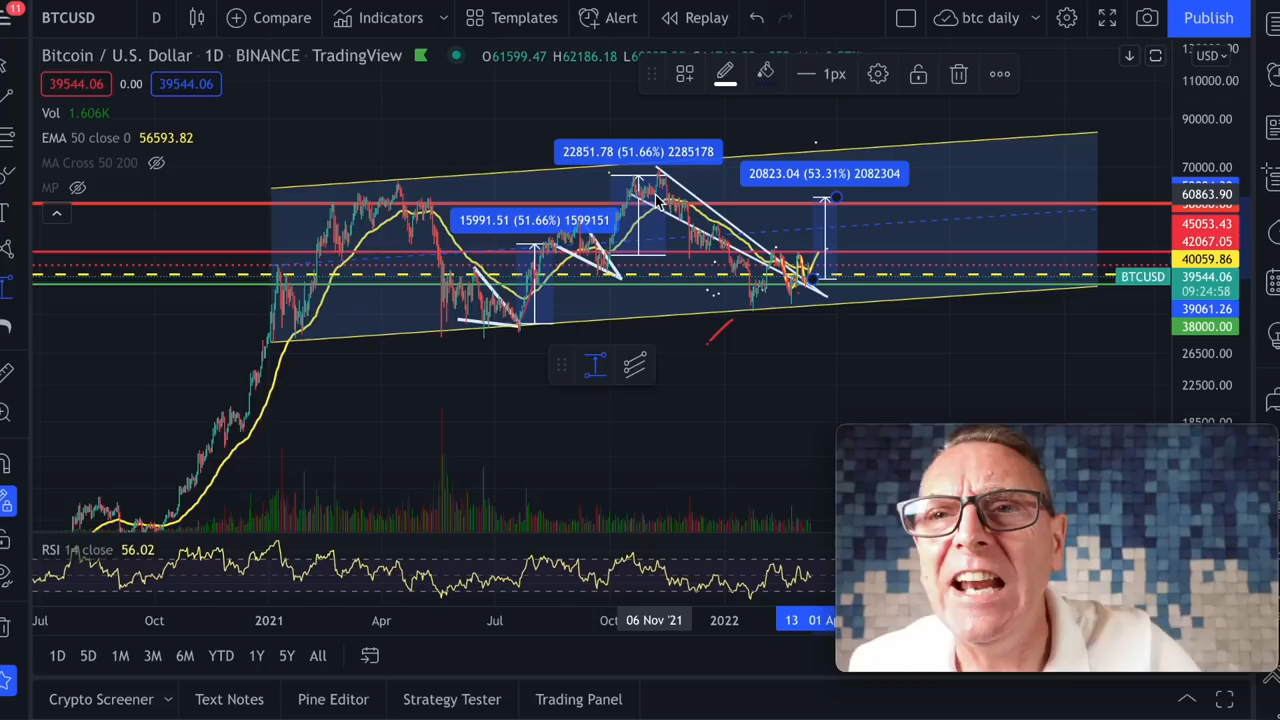 11
BTCUSD D Compare Indicators Templates Alert Replay btc daily Publish
Bitcoin / U.S. Dollar · 1D · BINANCE · TradingView O61599.47 H62186.18
USD
39544.06 0.00 39544.06
110000.00
Vol 1.606K
90000.00
EMA 50 close 0 56593.82
1px
MA Cross 50 200
22851.78 (51.66%) 2285178
70000.00
MP
20823.04 (53.31%) 2082304
60863.90
15991.51 (51.66%) 1599151
45053.43
42067.05
40059.86
BTCUSD 39544.06
09:24:58
39061.26
38000.00
26500.00
22500.00
18500.00
RSI 14 close 56.02
Jul Oct 2021 Apr Jul Oct 06 Nov '21 2022 13 01 Ap
1D 5D 1M 3M 6M YTD 1Y 5Y All
Crypto Screener Text Notes Pine Editor Strategy Tester Trading Panel